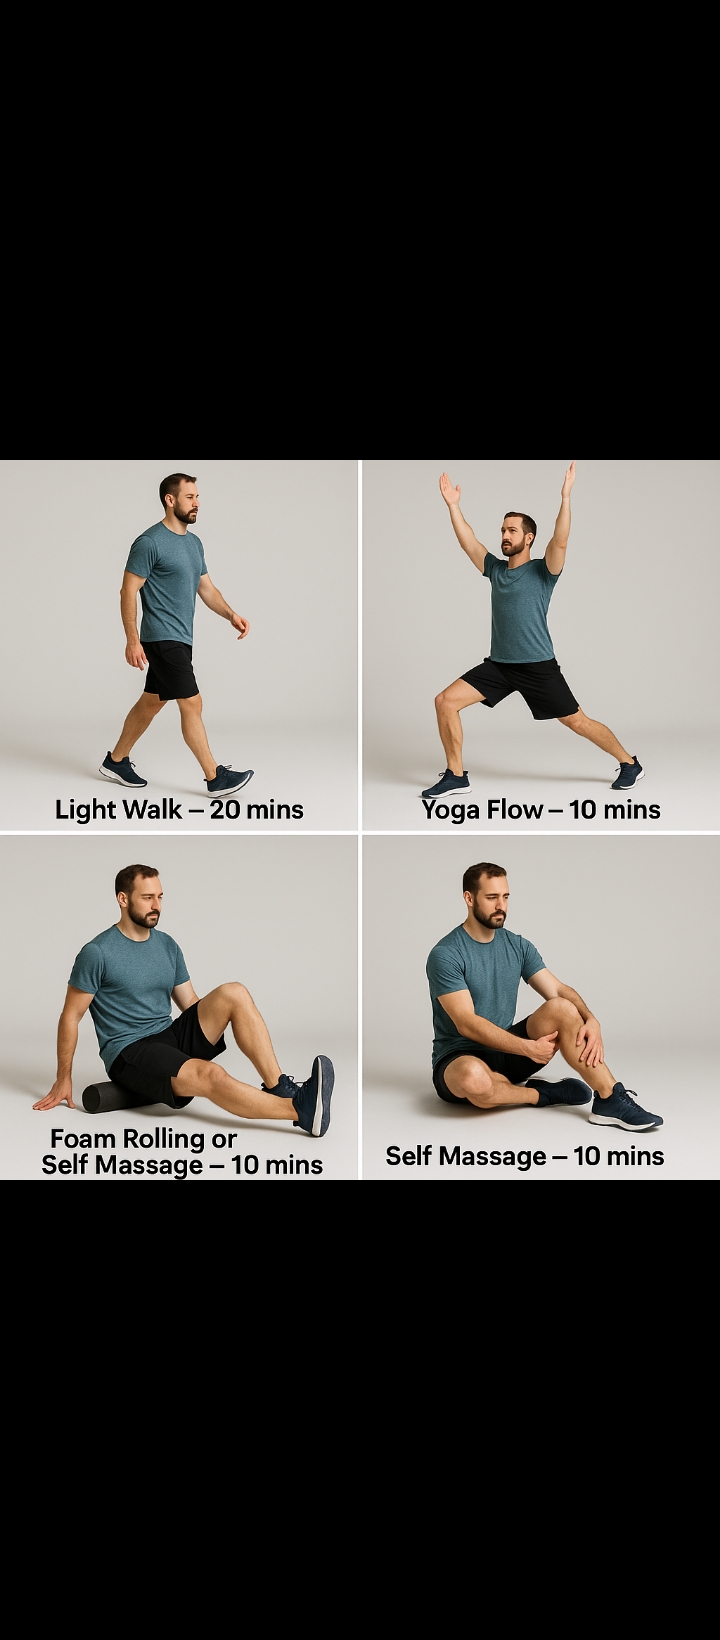 Light Walk – 20 mins
Yoga Flow – 10 mins
Foam Rolling or
Self Massage – 10 mins
Self Massage – 10 mins